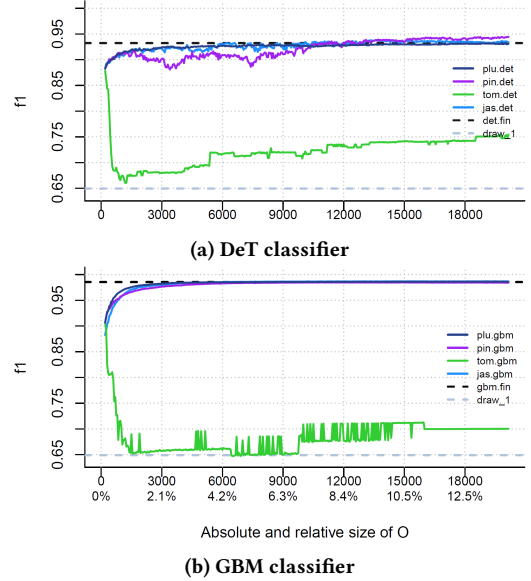 0.95
0.85
0.75
0.65
f1
plu.det
pin.det
tom.det
jas.det
det.fin
draw_1
0 3000 6000 9000 12000 15000 18000
(a) DeT classifier
0.95
0.85
0.75
0.65
f1
plu.gbm
pin.gbm
tom.gbm
jas.gbm
gbm.fin
draw_1
0 3000 6000 9000 12000 15000 18000
0% 2.1% 4.2% 6.3% 8.4% 10.5% 12.5%
Absolute and relative size of O
(b) GBM classifier